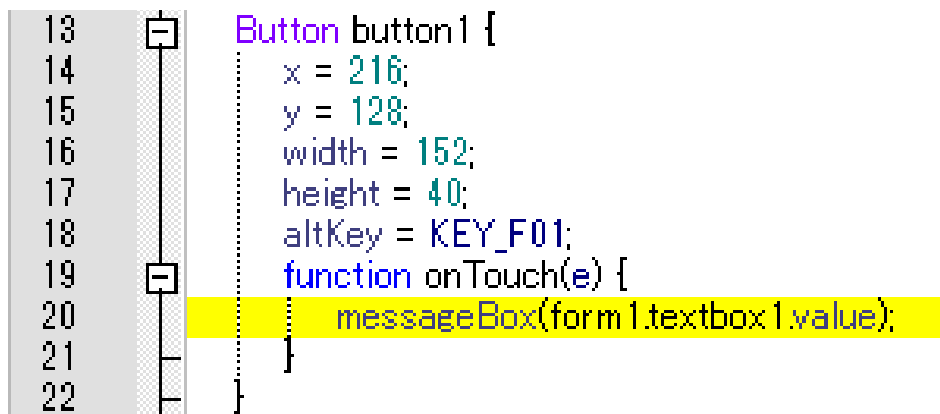 13 Button button1 {
14 x = 216;
15 y = 128;
16 width = 152;
17 height = 40;
18 altKey = KEY_F01;
19 function onTouch(e) {
20 messageBox(form1.textbox1.value);
21 }
22 }